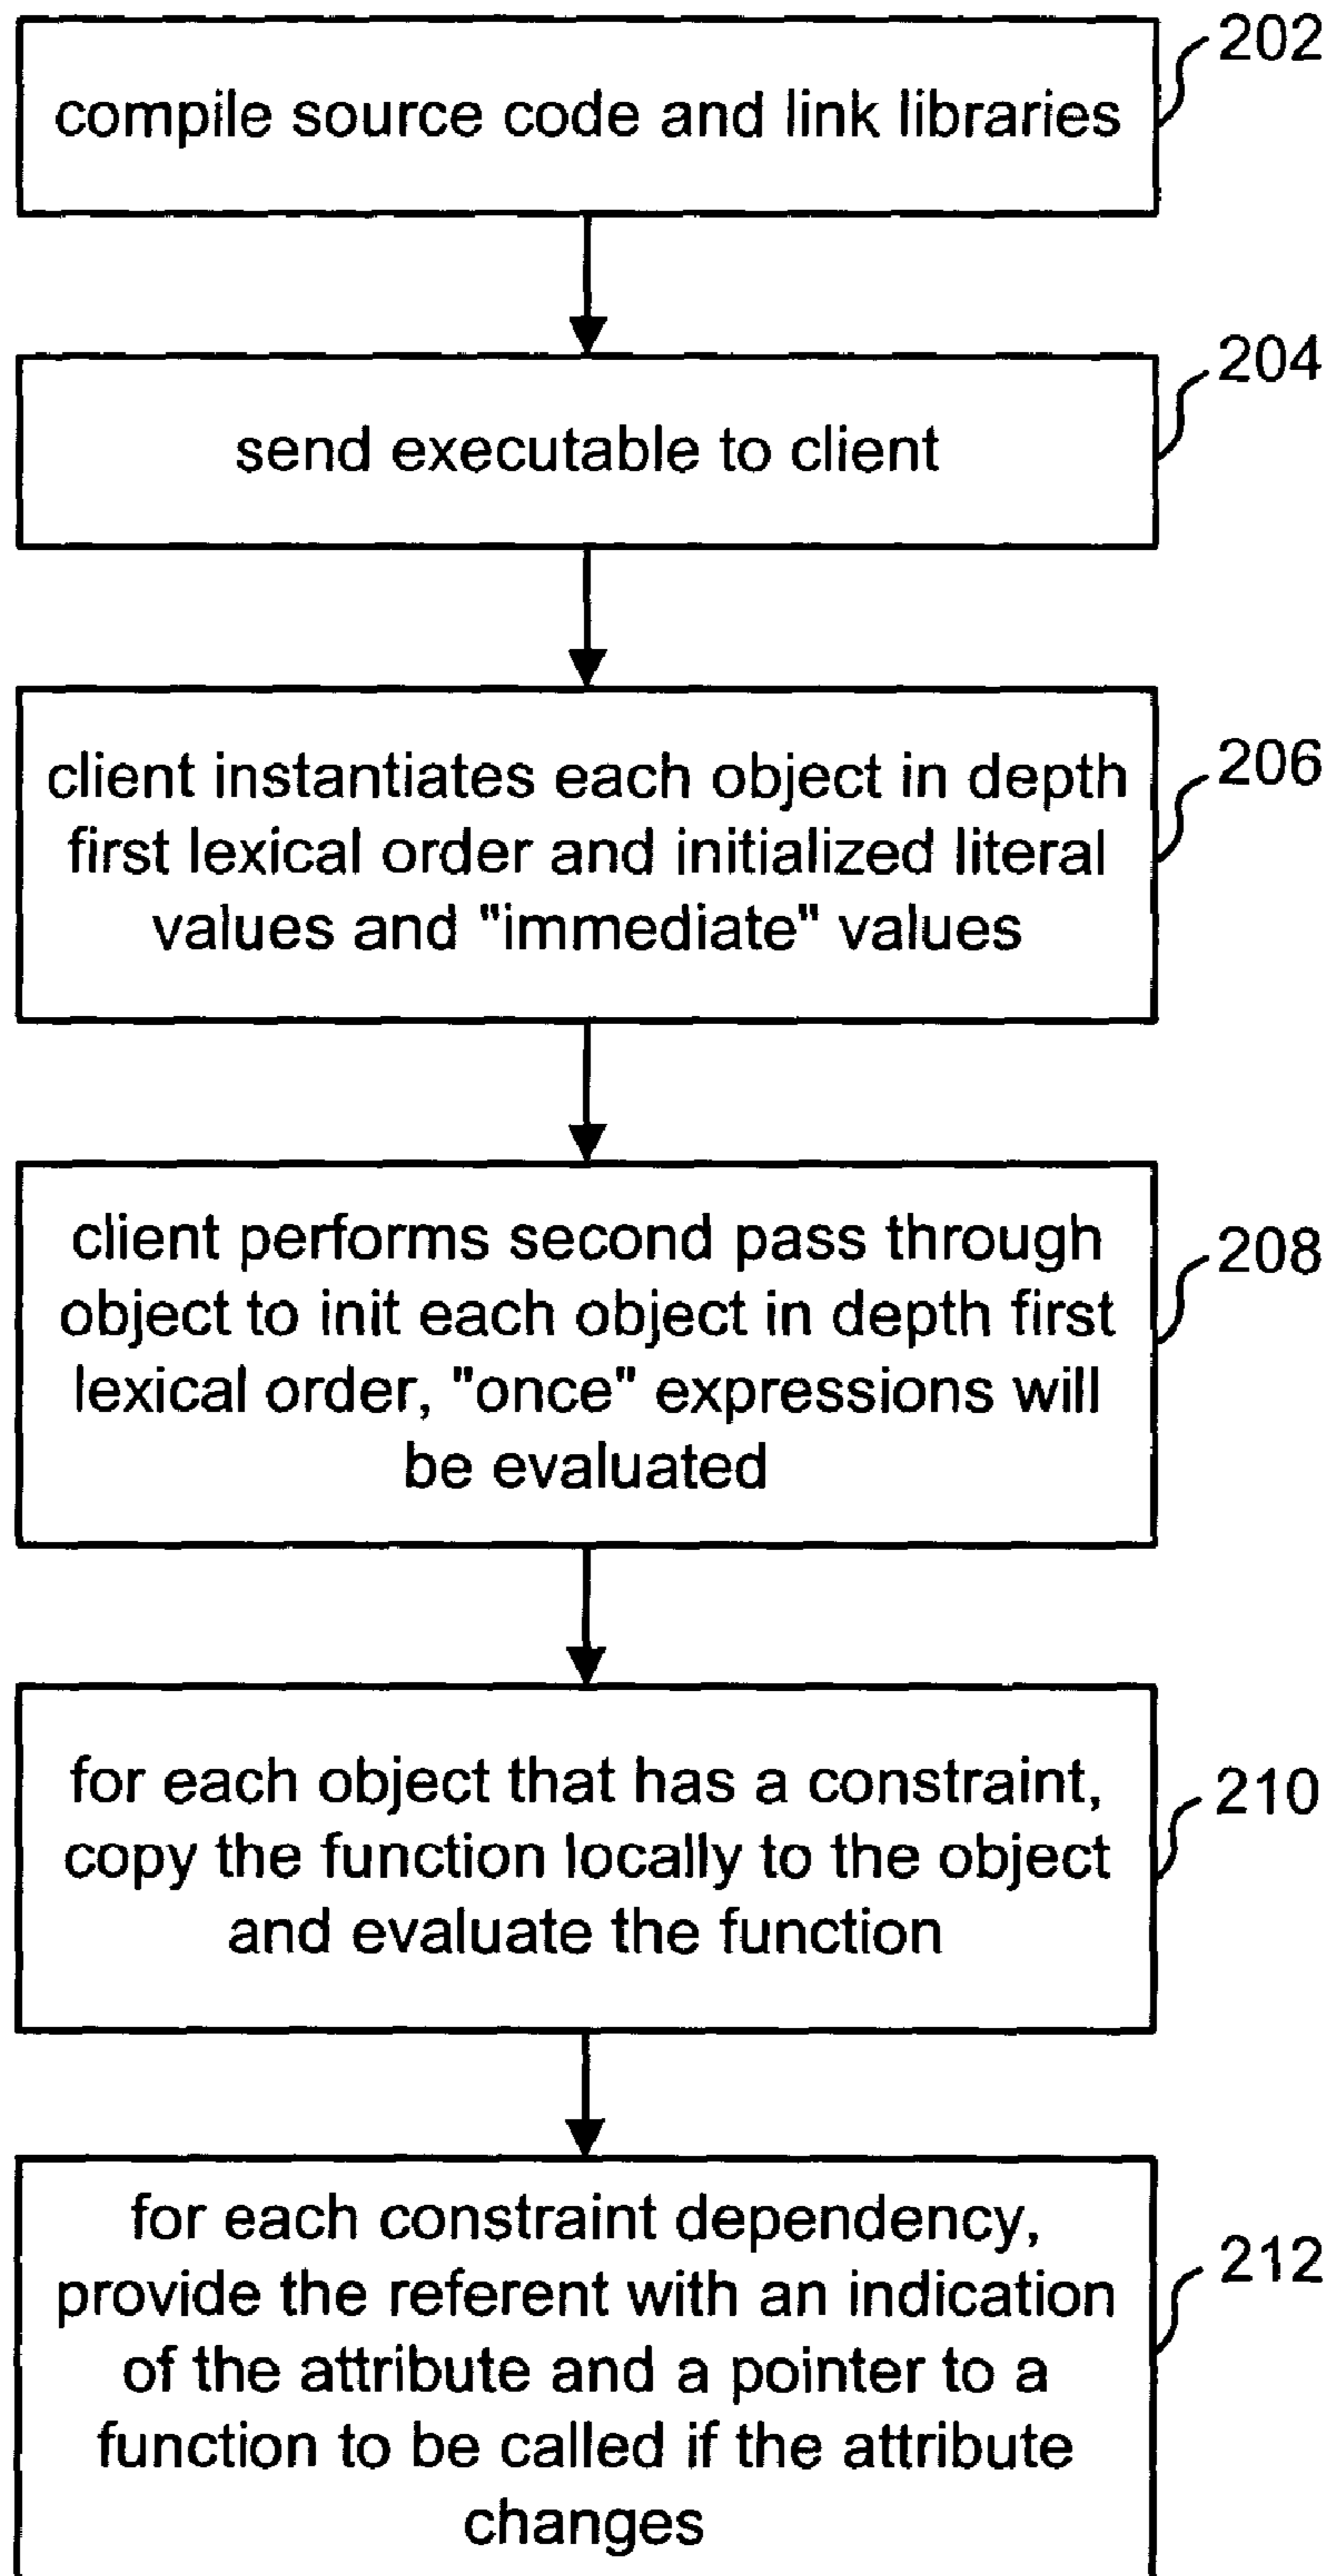 202
compile source code and link libraries
204
send executable to client
206
client instantiates each object in depth
first lexical order and initialized literal
values and "immediate" values
208
client performs second pass through
object to init each object in depth first
lexical order, "once" expressions will
be evaluated
210
for each object that has a constraint,
copy the function locally to the object
and evaluate the function
212
for each constraint dependency,
provide the referent with an indication
of the attribute and a pointer to a
function to be called if the attribute
changes